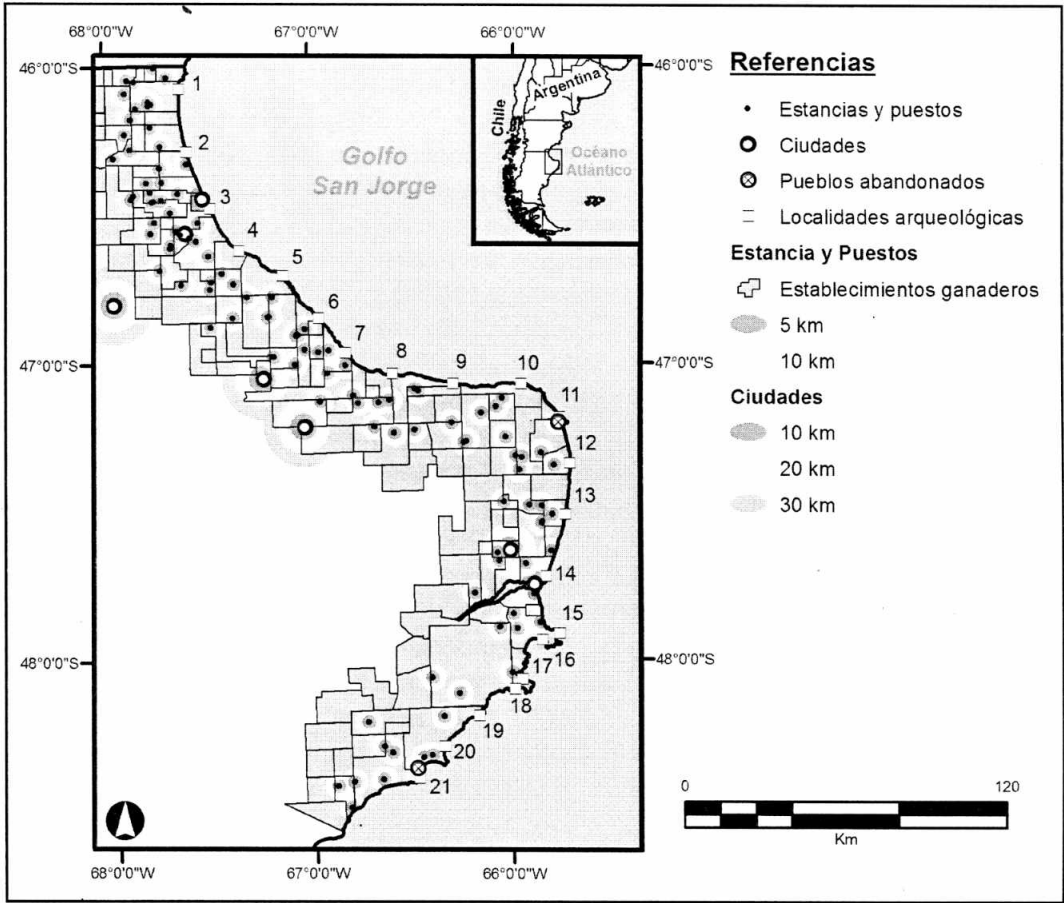 68°0'0"W 67°0'0"W 66°0'0"W
46°0'0"S
46°0'0"S
1
2
3
4
5
6
7
8
9
10
11
12
13
14
15
16
17
18
19
20
21
Golfo
San Jorge
Argentina
Chile
Océano
Atlántico
47°0'0"S
47°0'0"S
48°0'0"S
48°0'0"S
68°0'0"W 67°0'0"W 66°0'0"W
Referencias
Estancias y puestos
Ciudades
Pueblos abandonados
Localidades arqueológicas
Estancia y Puestos
Establecimientos ganaderos
5 km
10 km
Ciudades
10 km
20 km
30 km
0 120
Km